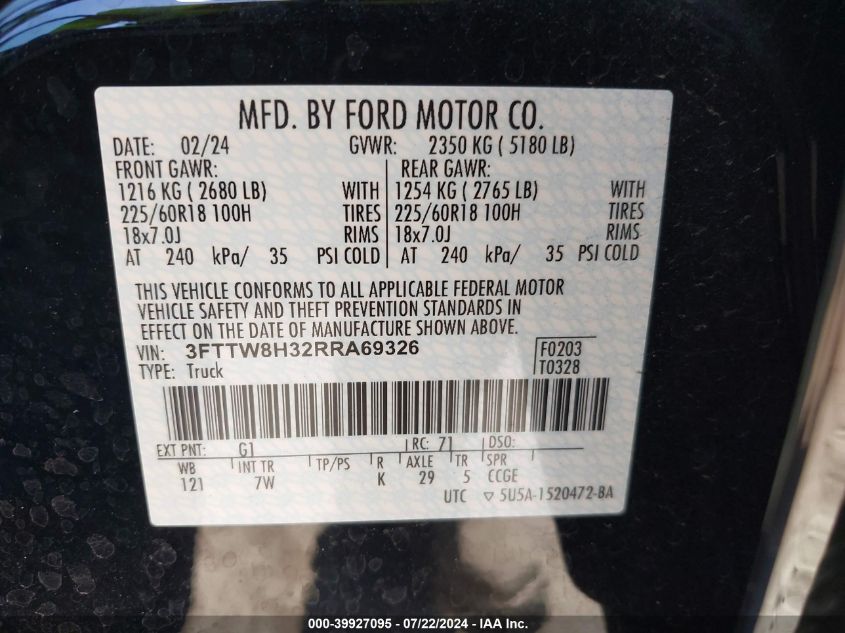 MFD. BY FORD MOTOR CO.
DATE: 02/24 GVWR: 2350 KG ( 5180 LB)
FRONT GAWR: REAR GAWR:
1216 KG ( 2680 LB) WITH 1254 KG ( 2765 LB) WITH
225/60R18 100H TIRES 225/60R18 100H TIRES
18x7.0J RIMS 18x7.0J RIMS
AT 240 kPa/ 35 PSI COLD AT 240 kPa/ 35 PSI COLD
THIS VEHICLE CONFORMS TO ALL APPLICABLE FEDERAL MOTOR
VEHICLE SAFETY AND THEFT PREVENTION STANDARDS IN
EFFECT ON THE DATE OF MANUFACTURE SHOWN ABOVE.
VIN: 3FTTW8H32RRA69326 F0203
TYPE: Truck T0328
EXT PNT: G1 RC: 71 DSO:
WB INT TR TP/PS R AXLE TR SPR
121 7W K 29 5 CCGE
UTC ▽ 5U5A-1520472-BA
000-39927095 - 07/22/2024 - © IAA, Inc.